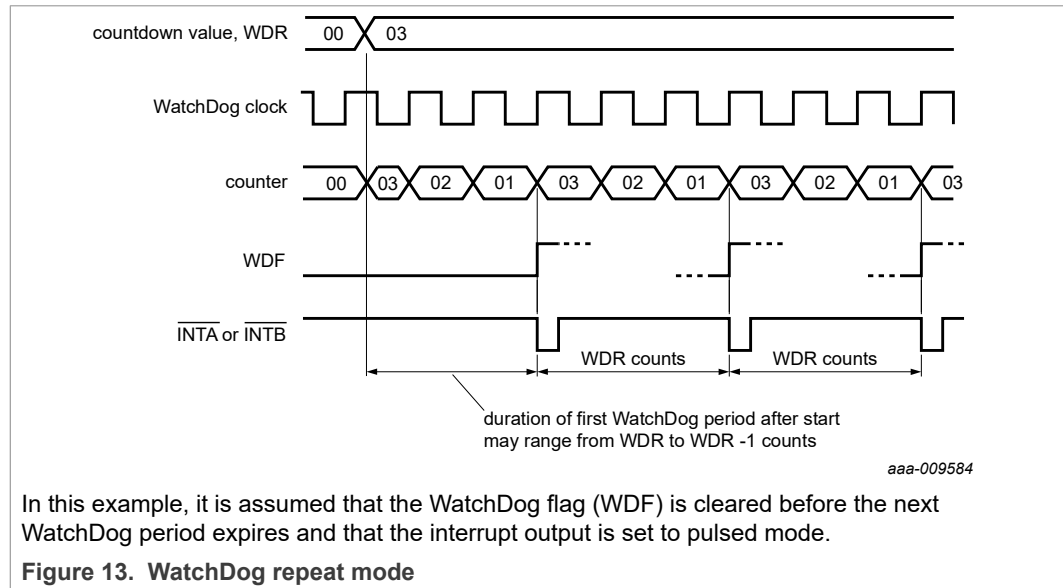 countdown value, WDR 00 03
WatchDog clock
counter 00 03 02 01 03 02 01 03 02 01 03
WDF
INTA or INTB
WDR counts WDR counts
duration of first WatchDog period after start
may range from WDR to WDR -1 counts
aaa-009584
In this example, it is assumed that the WatchDog flag (WDF) is cleared before the next
WatchDog period expires and that the interrupt output is set to pulsed mode.
Figure 13. WatchDog repeat mode